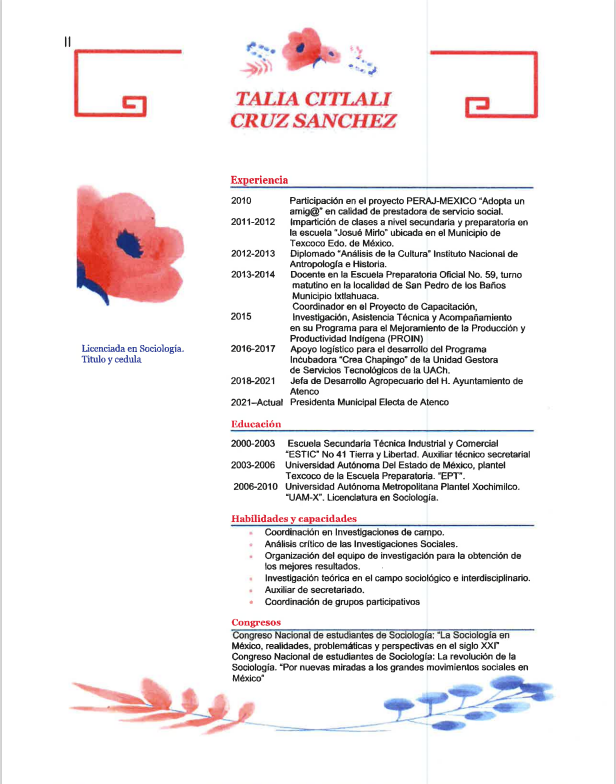 II
TALIA CITLALI
CRUZ SANCHEZ
Experiencia
2010 Participación en el proyecto PERAJ-MEXICO "Adopta un
amig@" en calidad de prestadora de servicio social.
2011-2012 Impartición de clases a nivel secundaria y preparatoria en
la escuela "Josué Mirlo" ubicada en el Municipio de
Texcoco Edo. de México.
2012-2013 Diplomado "Análisis de la Cultura" Instituto Nacional de
Antropología e Historia.
2013-2014 Docente en la Escuela Preparatoria Oficial No. 59, turno
matutino en la localidad de San Pedro de los Baños
Municipio Ixtlahuaca.
Coordinador en el Proyecto de Capacitación,
2015 Investigación, Asistencia Técnica y Acompañamiento
en su Programa para el Mejoramiento de la Producción y
Productividad Indígena (PROIN)
2016-2017 Apoyo logístico para el desarrollo del Programa
Incubadora "Crea Chapingo" de la Unidad Gestora
de Servicios Tecnológicos de la UACh.
2018-2021 Jefa de Desarrollo Agropecuario del H. Ayuntamiento de
Atenco
2021–Actual Presidenta Municipal Electa de Atenco
Licenciada en Sociología.
Titulo y cedula
Educación
2000-2003 Escuela Secundaria Técnica Industrial y Comercial
"ESTIC" No 41 Tierra y Libertad. Auxiliar técnico secretarial
2003-2006 Universidad Autónoma Del Estado de México, plantel
Texcoco de la Escuela Preparatoria. "EPT".
2006-2010 Universidad Autónoma Metropolitana Plantel Xochimilco.
"UAM-X". Licenciatura en Sociología.
Habilidades y capacidades
Coordinación en Investigaciones de campo.
Análisis crítico de las Investigaciones Sociales.
Organización del equipo de investigación para la obtención de
los mejores resultados.
Investigación teórica en el campo sociológico e interdisciplinario.
Auxiliar de secretariado.
Coordinación de grupos participativos
Congresos
Congreso Nacional de estudiantes de Sociología: "La Sociología en
México, realidades, problemáticas y perspectivas en el siglo XXI"
Congreso Nacional de estudiantes de Sociología: La revolución de la
Sociología. "Por nuevas miradas a los grandes movimientos sociales en
México"